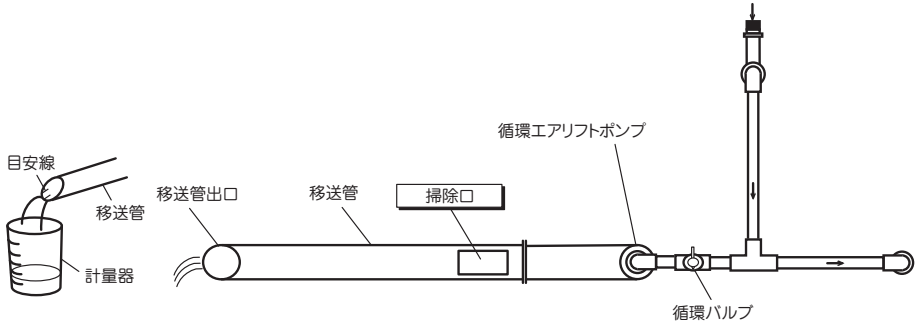 目安線
移送管
計量器
移送管出口
移送管
掃除口
循環エアリフトポンプ
循環バルブ